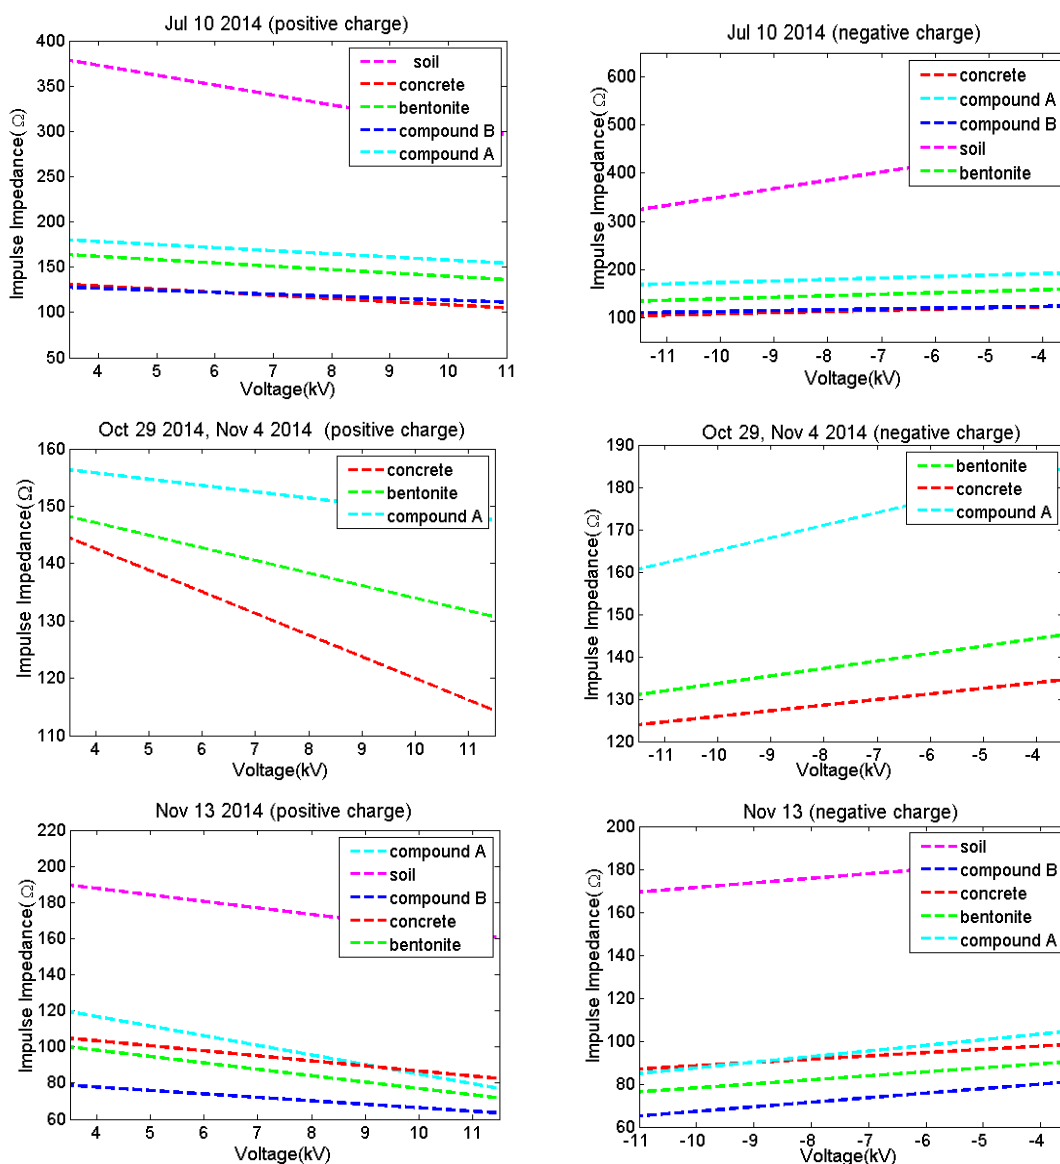 Jul 10 2014 (positive charge)
Impulse Impedance( Ω)
400
350
300
250
200
150
100
50
soil
concrete
bentonite
compound B
compound A
4 5 6 7 8 9 10 11
Voltage(kV)
Jul 10 2014 (negative charge)
Impulse Impedance(Ω)
600
500
400
300
200
100
concrete
compound A
compound B
soil
bentonite
-11 -10 -9 -8 -7 -6 -5 -4
Voltage(kV)
Oct 29 2014, Nov 4 2014 (positive charge)
Impulse Impedance(Ω)
160
150
140
130
120
110
concrete
bentonite
compound A
4 5 6 7 8 9 10 11
Voltage(kV)
Oct 29, Nov 4 2014 (negative charge)
Impulse Impedance(Ω)
190
180
170
160
150
140
130
120
bentonite
concrete
compound A
-11 -10 -9 -8 -7 -6 -5 -4
Voltage(kV)
Nov 13 2014 (positive charge)
Impulse Impedance(Ω)
220
200
180
160
140
120
100
80
60
compound A
soil
compound B
concrete
bentonite
4 5 6 7 8 9 10 11
Voltage(kV)
Nov 13 (negative charge)
Impulse Impedance(Ω)
200
180
160
140
120
100
80
60
soil
compound B
concrete
bentonite
compound A
-11 -10 -9 -8 -7 -6 -5 -4
Voltage(kV)